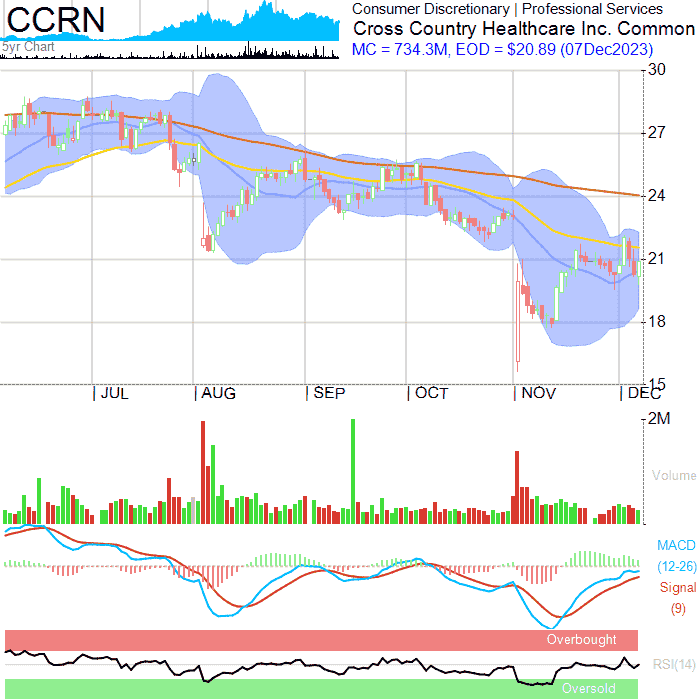 CCRN
5yr Chart
Consumer Discretionary | Professional Services
Cross Country Healthcare Inc. Common
MC = 734.3M, EOD = $20.89 (07Dec2023)
30
27
24
21
18
15
JUL
AUG
SEP
OCT
NOV
DEC
2M
Volume
MACD
(12-26)
Signal
(9)
Overbought
RSI(14)
Oversold